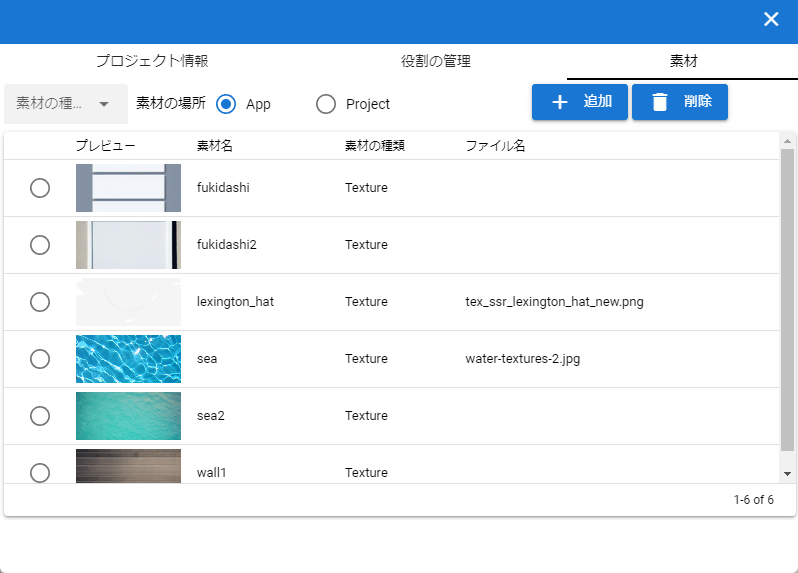 プロジェクト情報 役割の管理 素材
素材の種... 素材の場所 App Project 追加 削除
プレビュー 素材名 素材の種類 ファイル名
fukidashi Texture
fukidashi2 Texture
lexington_hat Texture tex_ssr_lexington_hat_new.png
sea Texture water-textures-2.jpg
sea2 Texture
wall1 Texture
1-6 of 6